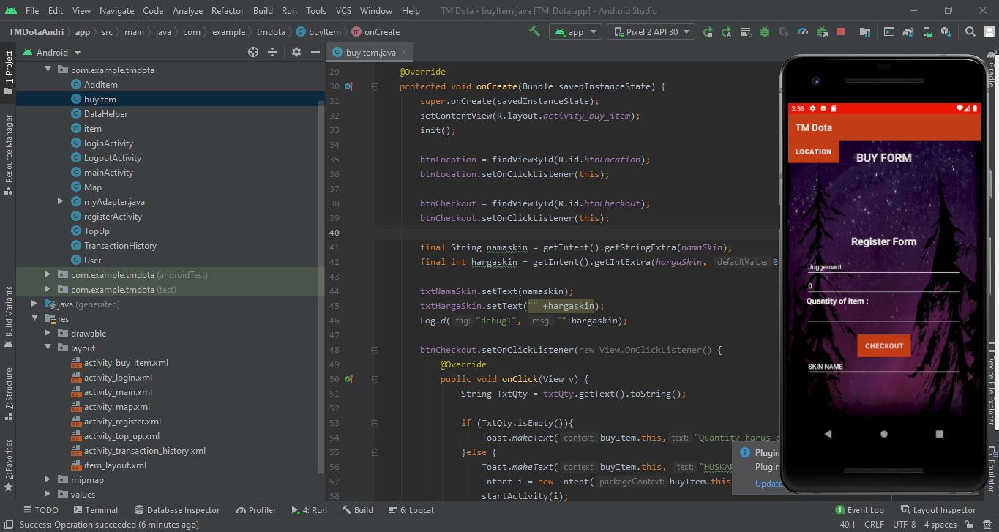 File Edit View Navigate Code Analyze Refactor Build Run Tools VCS Window Help TM Dota - buyItem.java [TM_Dota.app] - Android Studio
TMDotaAndri app src main java com example tmdota buyItem onCreate app Pixel 2 API 30
Android
buyItem.java
1: Project
Resource Manager
Build Variants
7: Structure
2: Favorites
com.example.tmdota
AddItem
buyItem
DataHelper
item
loginActivity
LogoutActivity
mainActivity
Map
myAdapter.java
registerActivity
TopUp
TransactionHistory
User
com.example.tmdota (androidTest)
com.example.tmdota (test)
java (generated)
res
drawable
layout
activity_buy_item.xml
activity_login.xml
activity_main.xml
activity_map.xml
activity_register.xml
activity_top_up.xml
activity_transaction_history.xml
item_layout.xml
mipmap
values
29 @Override
30 protected void onCreate(Bundle savedInstanceState) {
31 super.onCreate(savedInstanceState);
32 setContentView(R.layout.activity_buy_item);
33 init();
34
35 btnLocation = findViewById(R.id.btnLocation);
36 btnLocation.setOnClickListener(this);
37
38 btnCheckout = findViewById(R.id.btnCheckout);
39 btnCheckout.setOnClickListener(this);
40
41 final String namaskin = getIntent().getStringExtra(namaSkin);
42 final int hargaskin = getIntent().getIntExtra(hargaSkin, defaultValue: 0
43
44 txtNamaSkin.setText(namaskin);
45 txtHargaSkin.setText("" +hargaskin);
46 Log.d( tag: "debug1", msg: ""+hargaskin);
47
48 btnCheckout.setOnClickListener(new View.OnClickListener() {
49 @Override
50 public void onClick(View v) {
51 String TxtQty = txtQty.getText().toString();
52
53 if (TxtQty.isEmpty()){
54 Toast.makeText( context: buyItem.this, text: "Quantity harus
55 }else {
56 Toast.makeText( context: buyItem.this, text:
57 Intent i = new Intent( packageContext: buyItem.this
58 startActivity(i);
2:56
TM Dota
LOCATION
BUY FORM
Register Form
Juggernaut
0
Quantity of item :
CHECKOUT
SKIN NAME
Plugin
Plugin
Update
Gradle
Device File Explorer
Emulator
TODO Terminal Database Inspector Profiler 4: Run Build 6: Logcat 1 Event Log Layout Inspector
Success: Operation succeeded (6 minutes ago) 40:1 CRLF UTF-8 4 spaces